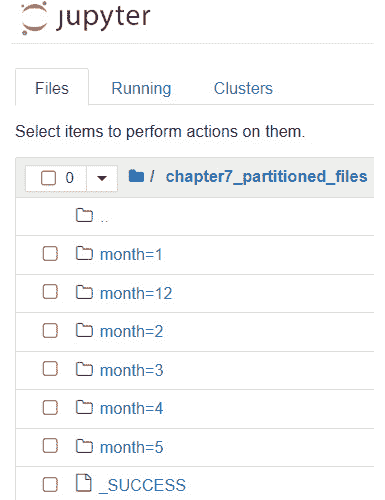 jupyter
Files Running Clusters
Select items to perform actions on them.
0 / chapter7_partitioned_files
..
month=1
month=12
month=2
month=3
month=4
month=5
_SUCCESS